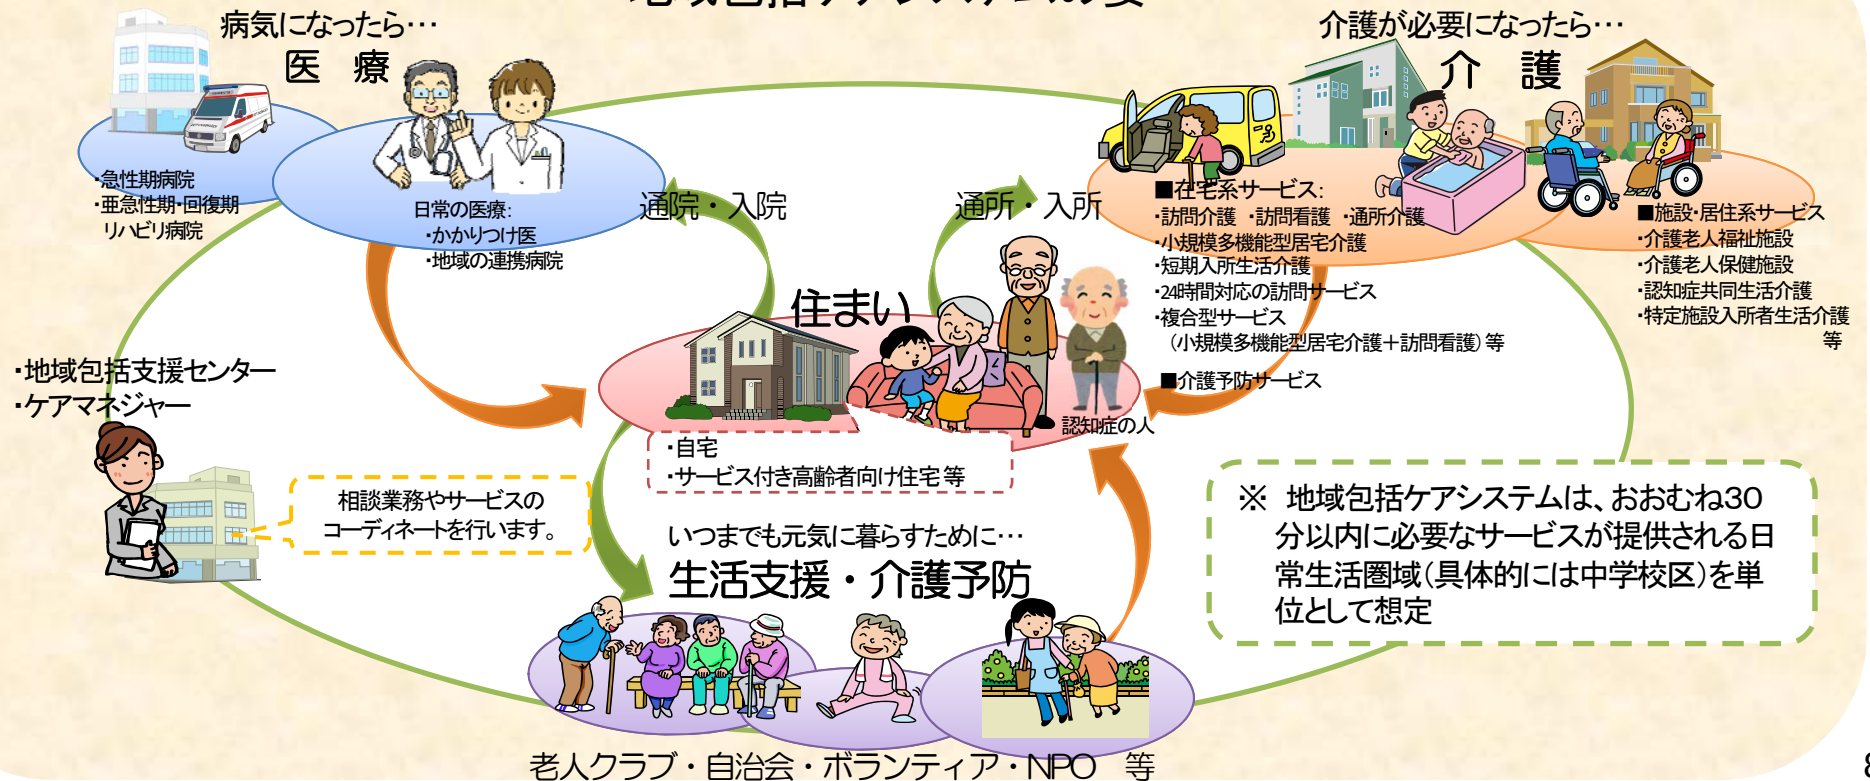 地域包括ケアシステムの姿
病気になったら…
医 療
・急性期病院
・亜急性期・回復期
リハビリ病院
日常の医療：
・かかりつけ医
・地域の連携病院
通院・入院
通所・入所
介護が必要になったら…
介 護
■在宅系サービス：
・訪問介護 ・訪問看護 ・通所介護
・小規模多機能型居宅介護
・短期入所生活介護
・24時間対応の訪問サービス
・複合型サービス
（小規模多機能型居宅介護＋訪問看護）等
■介護予防サービス
■施設・居住系サービス
・介護老人福祉施設
・介護老人保健施設
・認知症共同生活介護
・特定施設入所者生活介護
等
住まい
認知症の人
・自宅
・サービス付き高齢者向け住宅 等
・地域包括支援センター
・ケアマネジャー
相談業務やサービスの
コーディネートを行います。
いつまでも元気に暮らすために…
生活支援・介護予防
老人クラブ・自治会・ボランティア・NPO 等
※ 地域包括ケアシステムは、おおむね30
分以内に必要なサービスが提供される日
常生活圏域（具体的には中学校区）を単
位として想定